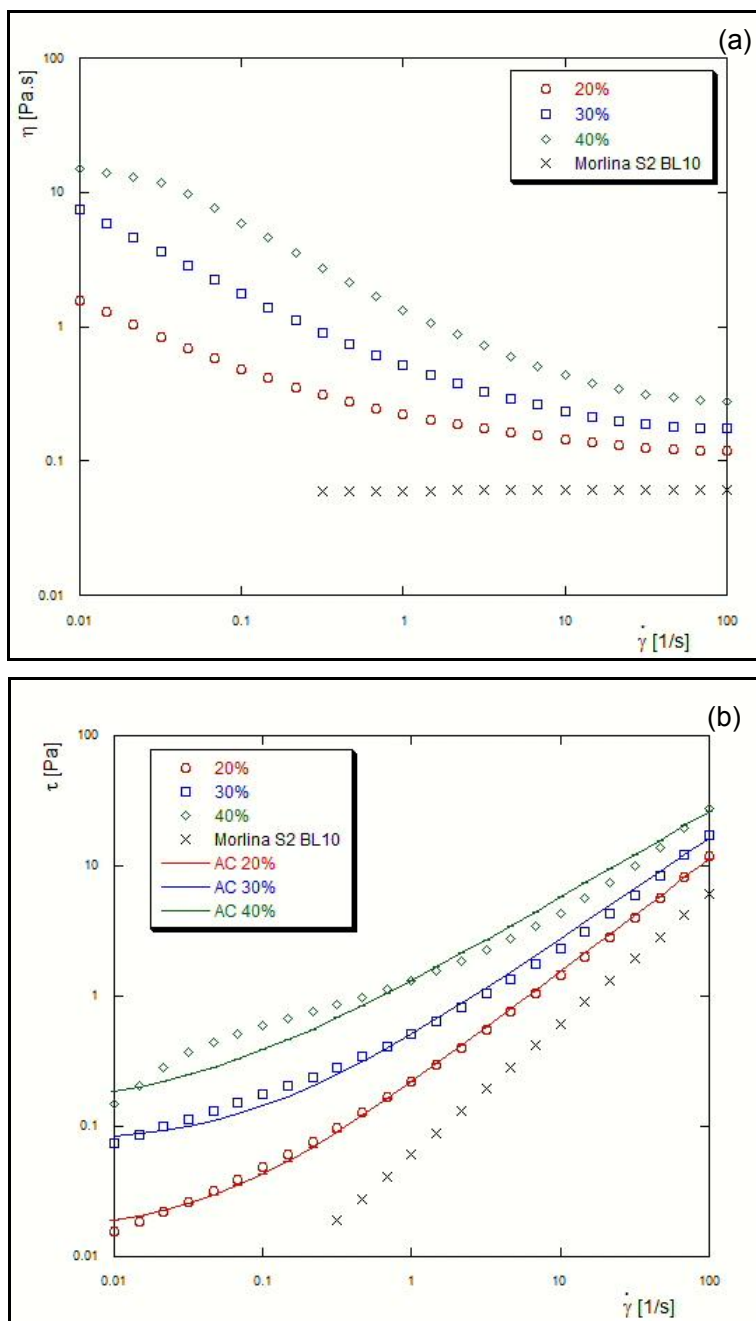 (a)
100
η [Pa.s]
20%
30%
40%
Morlina S2 BL10
10
1
0.1
0.01
0.01 0.1 1 10 100
γ̇ [1/s]
(b)
100
τ [Pa]
20%
30%
40%
Morlina S2 BL10
AC 20%
AC 30%
AC 40%
10
1
0.1
0.01
0.01 0.1 1 10 100
γ̇ [1/s]